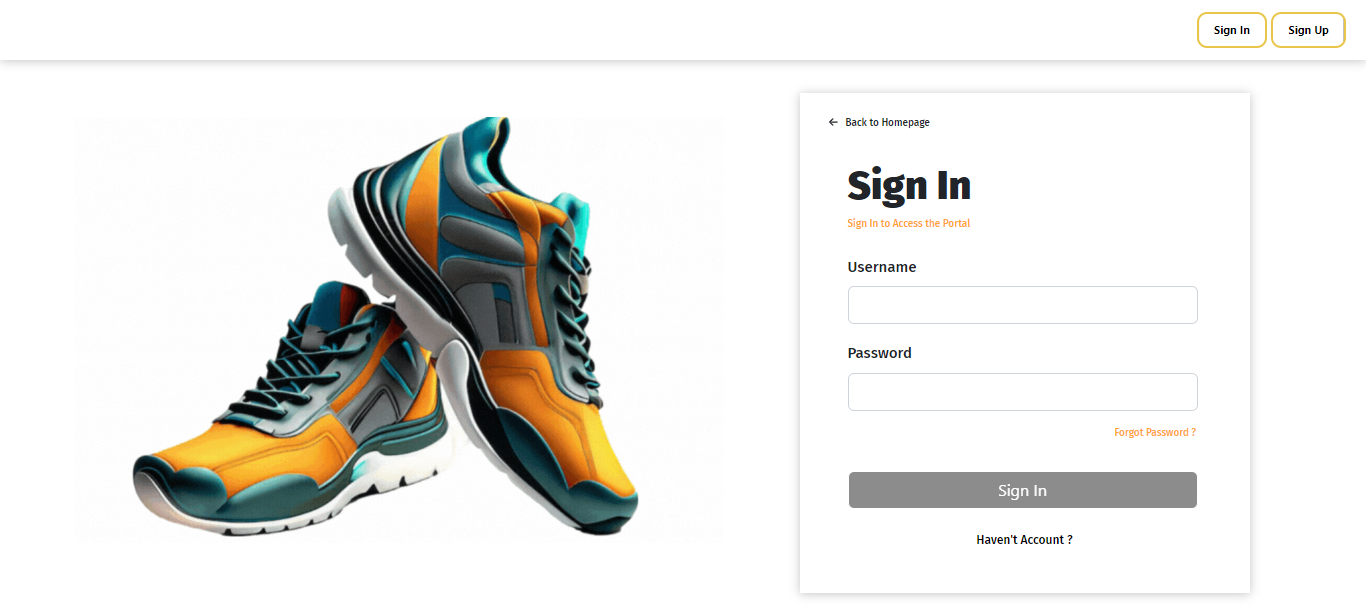 Sign In
Sign Up
Back to Homepage
Sign In
Sign In to Access the Portal
Username
Password
Forgot Password ?
Sign In
Haven't Account ?